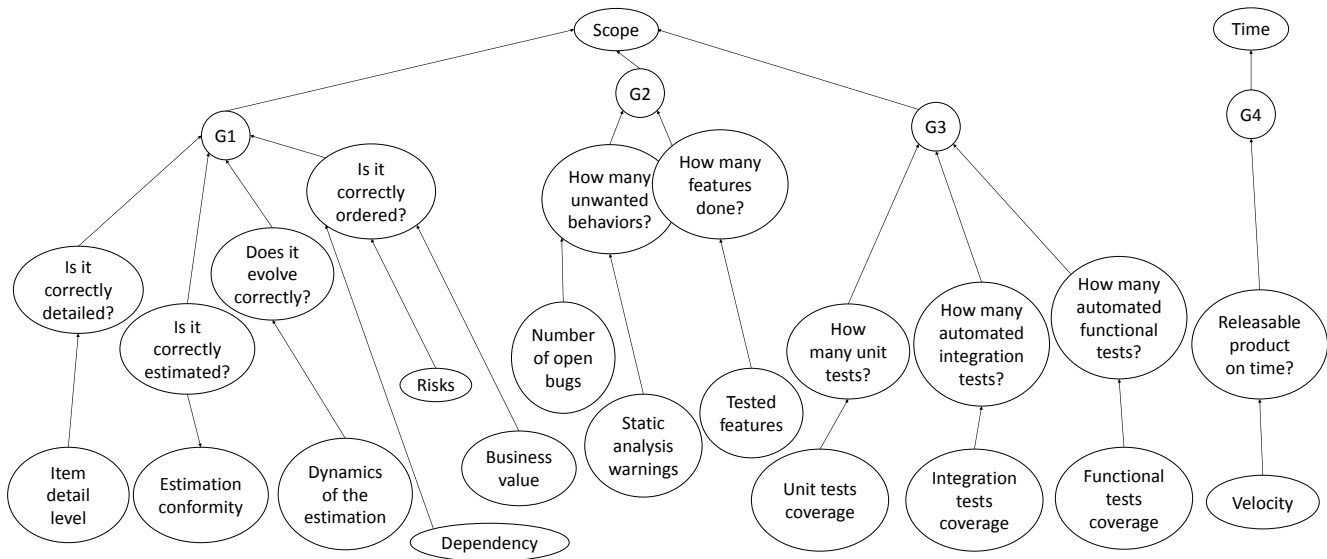 Scope
Time
G2
G4
G1
G3
Is it
correctly
ordered?
How many
unwanted
behaviors?
How many
features
done?
Is it
correctly
detailed?
Does it
evolve
correctly?
Is it
correctly
estimated?
Number
of open
bugs
How
many unit
tests?
How many
automated
integration
tests?
How many
automated
functional
tests?
Releasable
product
on time?
Risks
Tested
features
Item
detail
level
Estimation
conformity
Dynamics
of the
estimation
Business
value
Static
analysis
warnings
Unit tests
coverage
Integration
tests
coverage
Functional
tests
coverage
Velocity
Dependency